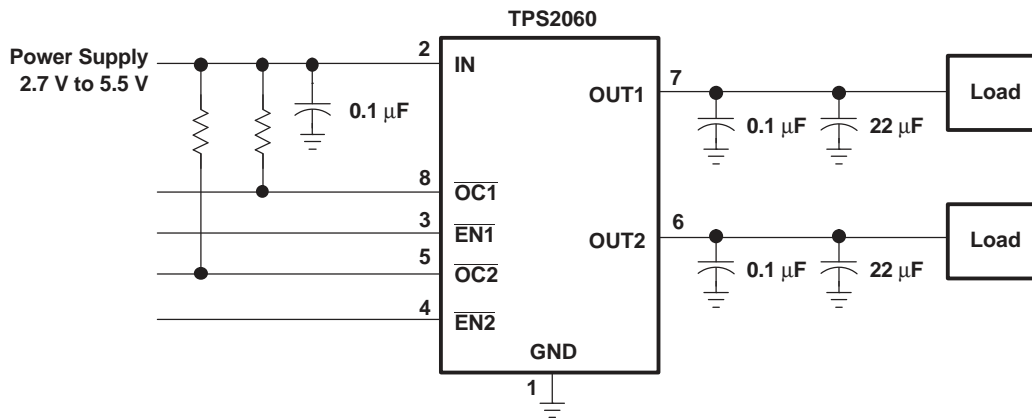 TPS2060
Power Supply
2.7 V to 5.5 V
2
IN
0.1 μF
7
OUT1
0.1 μF
22 μF
Load
8
OC1
3
EN1
5
OC2
4
EN2
6
OUT2
0.1 μF
22 μF
Load
GND
1